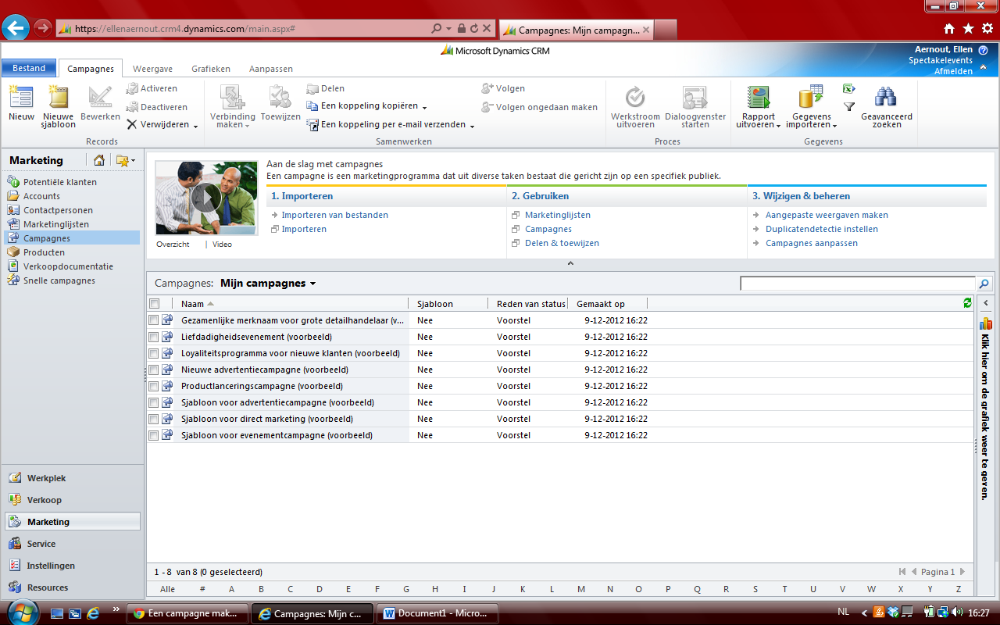 https://ellenaernout.crm4.dynamics.com/main.aspx#
Campagnes: Mijn campagn...
Microsoft Dynamics CRM
Aernout, Ellen
Spectakelevents
Afmelden
Bestand Campagnes Weergave Grafieken Aanpassen
Nieuw
Nieuwe sjabloon
Bewerken
Activeren
Deactiveren
Verwijderen
Records
Verbinding maken
Toewijzen
Delen
Een koppeling kopiëren
Een koppeling per e-mail verzenden
Volgen
Volgen ongedaan maken
Samenwerken
Werkstroom uitvoeren
Dialoogvenster starten
Proces
Rapport uitvoeren
Gegevens importeren
Geavanceerd zoeken
Gegevens
Marketing
Potentiële klanten
Accounts
Contactpersonen
Marketinglijsten
Campagnes
Producten
Verkoopdocumentatie
Snelle campagnes
Werkplek
Verkoop
Marketing
Service
Instellingen
Resources
Aan de slag met campagnes
Een campagne is een marketingprogramma dat uit diverse taken bestaat die gericht zijn op een specifiek publiek.
Overzicht | Video
1. Importeren
Importeren van bestanden
Importeren
2. Gebruiken
Marketinglijsten
Campagnes
Delen & toewijzen
3. Wijzigen & beheren
Aangepaste weergaven maken
Duplicatendetectie instellen
Campagnes aanpassen
Campagnes: Mijn campagnes
Naam Sjabloon Reden van status Gemaakt op
Gezamenlijke merknaam voor grote detailhandelaar (v... Nee Voorstel 9-12-2012 16:22
Liefdadigheidsevenement (voorbeeld) Nee Voorstel 9-12-2012 16:22
Loyaliteitsprogramma voor nieuwe klanten (voorbeeld) Nee Voorstel 9-12-2012 16:22
Nieuwe advertentiecampagne (voorbeeld) Nee Voorstel 9-12-2012 16:22
Productlanceringscampagne (voorbeeld) Nee Voorstel 9-12-2012 16:22
Sjabloon voor advertentiecampagne (voorbeeld) Nee Voorstel 9-12-2012 16:22
Sjabloon voor direct marketing (voorbeeld) Nee Voorstel 9-12-2012 16:22
Sjabloon voor evenementcampagne (voorbeeld) Nee Voorstel 9-12-2012 16:22
Klik hier om de grafiek weer te geven.
1 - 8 van 8 (0 geselecteerd)
Pagina 1
Alle # A B C D E F G H I J K L M N O P Q R S T U V W X Y Z
Een campagne mak...
Campagnes: Mijn c...
Document1 - Micro...
NL
16:27